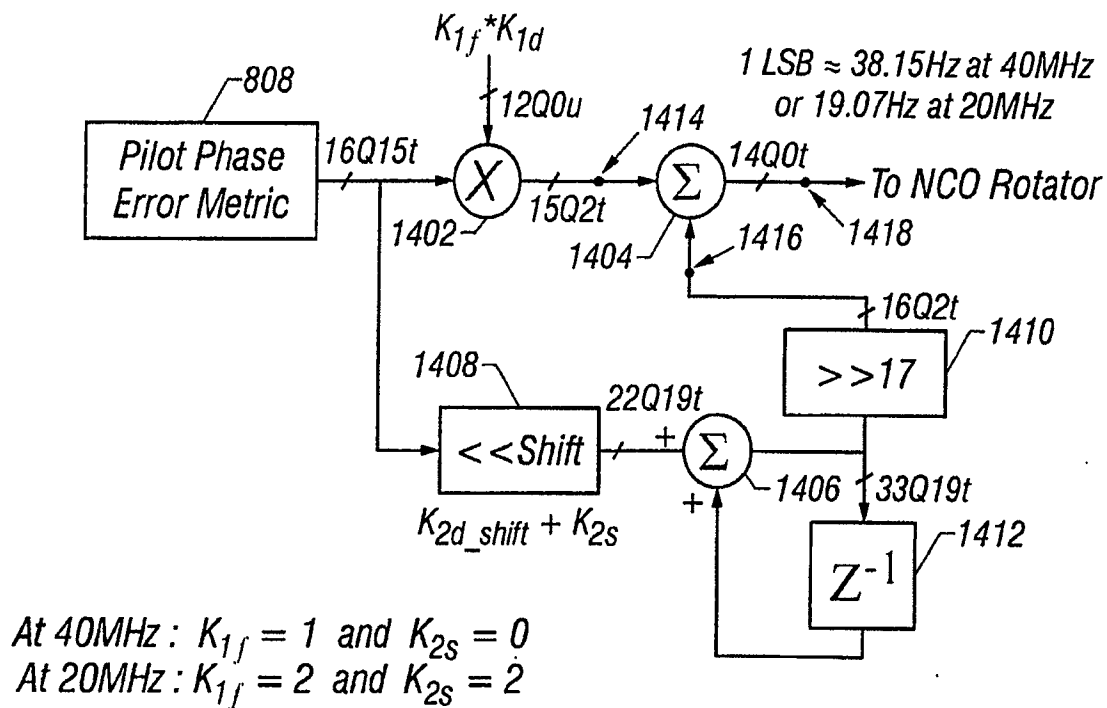 K1f*K1d
1 LSB ≈ 38.15Hz at 40MHz
or 19.07Hz at 20MHz
808
12Q0u
1414
Pilot Phase
Error Metric
16Q15t
X
Σ
14Q0t
To NCO Rotator
1402
15Q2t
1404
1416
1418
16Q2t
1410
>>17
1408
22Q19t
<<Shift
+
Σ
1406
33Q19t
+
K2d_shift + K2s
1412
Z-1
At 40MHz : K1f = 1 and K2s = 0
At 20MHz : K1f = 2 and K2s = 2